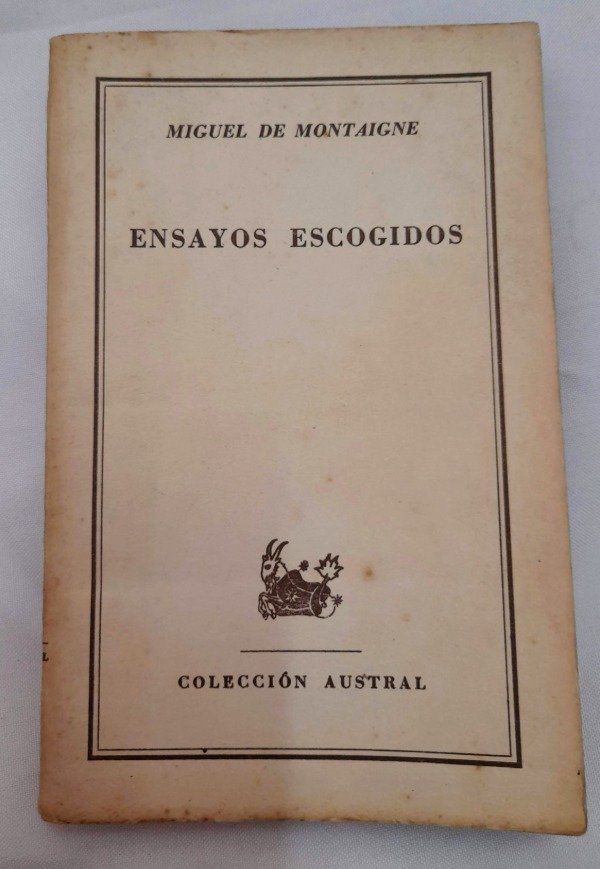 MIGUEL DE MONTAIGNE
ENSAYOS ESCOGIDOS
COLECCIÓN AUSTRAL
L